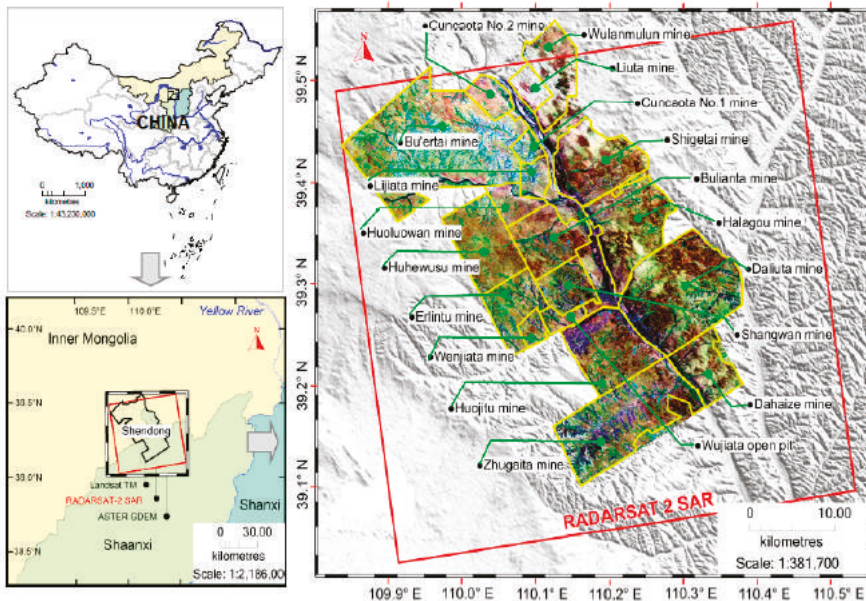 CHINA
0 1,000
kilometres
Scale: 1:43,230,000
109.5°E 110.0°E
Yellow River
40.0°N
Inner Mongolia
N
39.5°N
Shendong
39.0°N
Landsat TM
RADARSAT-2 SAR
ASTER GDEM
Shanxi
Shaanxi
0 30.00
kilometres
38.5°N
Scale: 1:2,186,000
Cuncaota No.2 mine
Wulanmulun mine
N
Liuta mine
39.5° N
Cuncaota No.1 mine
Bu'ertai mine
Shigetai mine
39.4° N
Lijiata mine
Bulianta mine
Halagou mine
Huoluowan mine
Huhewusu mine
Daliuta mine
39.3° N
Erlintu mine
Shangwan mine
Wenjiata mine
39.2° N
Huojitu mine
Dahaize mine
Wujiata open pit
Zhugaita mine
39.1° N
RADARSAT 2 SAR
0 10.00
kilometres
Scale: 1:381,700
109.9° E 110.0° E 110.1° E 110.2° E 110.3° E 110.4° E 110.5° E